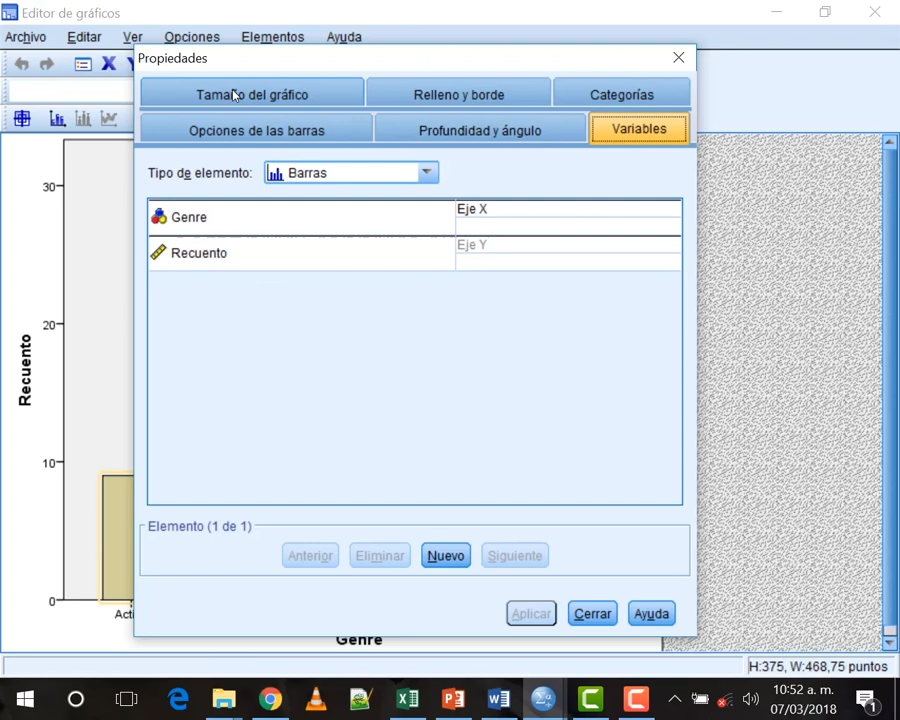 Editor de gráficos
Archivo Editar Ver Opciones Elementos Ayuda
Propiedades
X
Tamaño del gráfico Relleno y borde Categorías
Opciones de las barras Profundidad y ángulo Variables
Tipo de elemento: Barras
Genre Eje X
Recuento Eje Y
30
20
10
0
Recuento
Elemento (1 de 1)
Anterior Eliminar Nuevo Siguiente
Aplicar Cerrar Ayuda
Acti
Genre
H:375, W:468,75 puntos
10:52 a. m.
07/03/2018
1